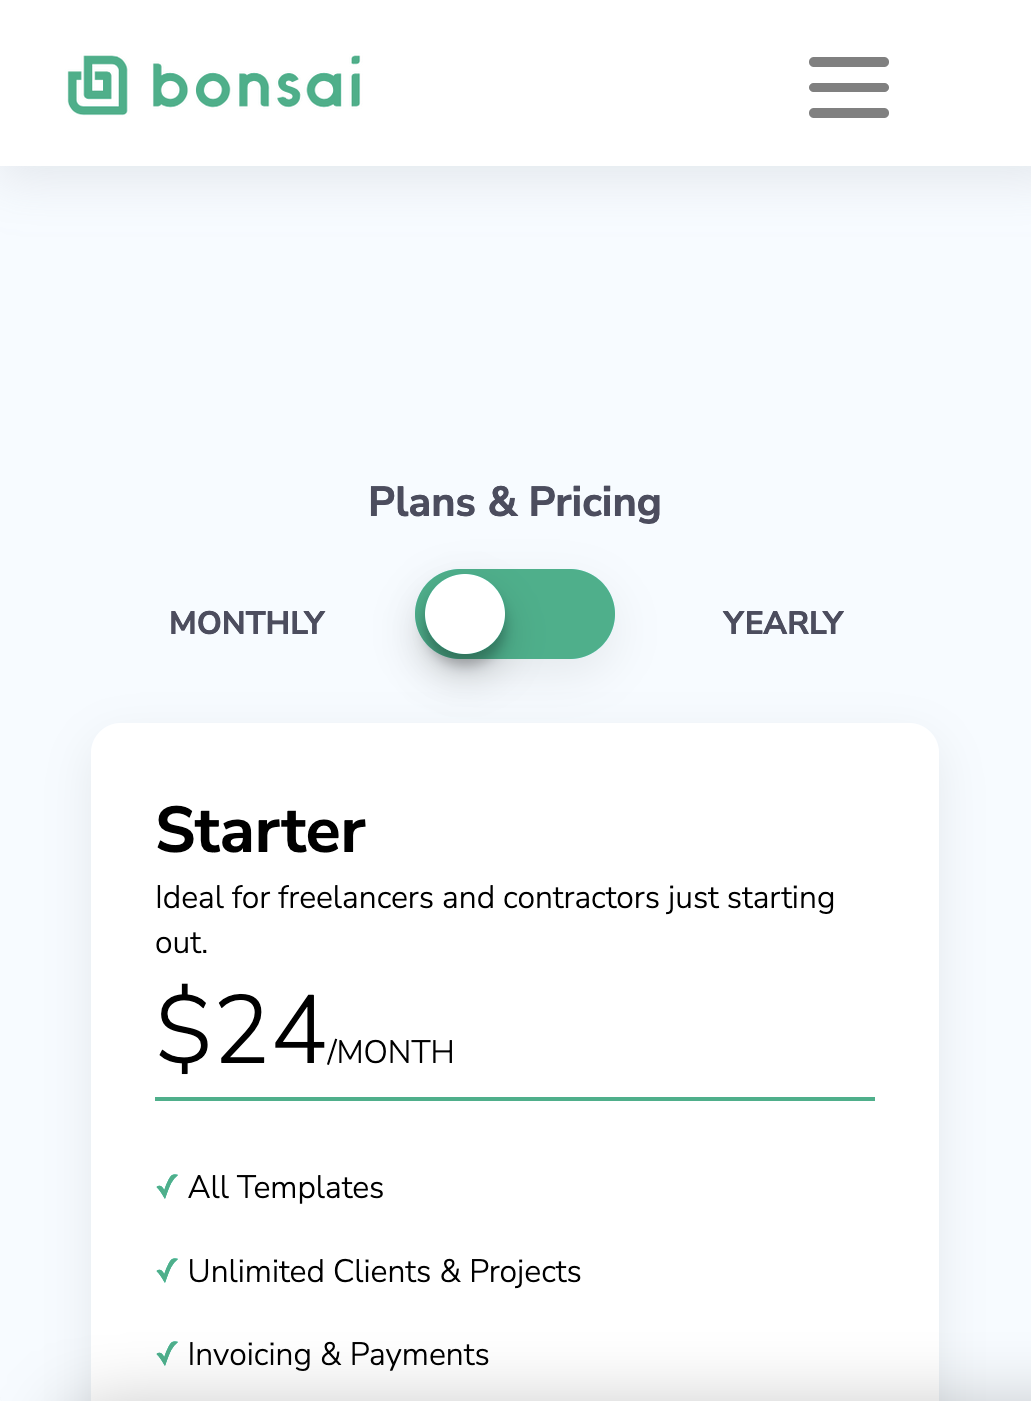 bonsai
Plans & Pricing
MONTHLY
YEARLY
Starter
Ideal for freelancers and contractors just starting
out.
$24/MONTH
✓ All Templates
✓ Unlimited Clients & Projects
✓ Invoicing & Payments